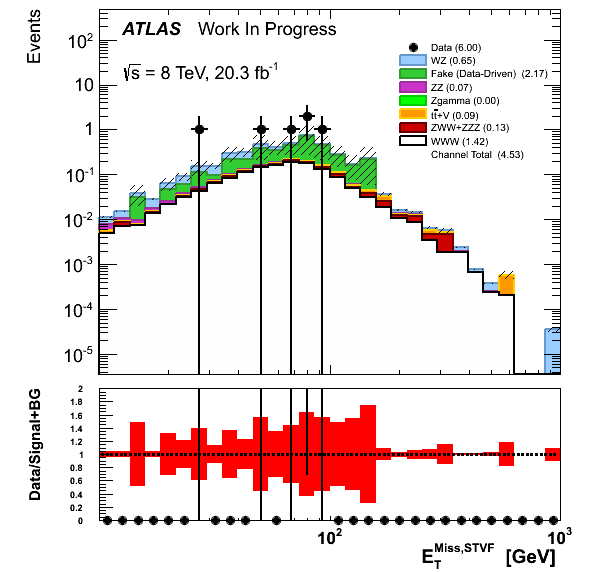 Events
ATLAS Work In Progress
√s = 8 TeV, 20.3 fb⁻¹
Data (6.00)
WZ (0.65)
Fake (Data-Driven) (2.17)
ZZ (0.07)
Zgamma (0.00)
tt̄+V (0.09)
ZWW+ZZZ (0.13)
WWW (1.42)
Channel Total (4.53)
10²
10
1
10⁻¹
10⁻²
10⁻³
10⁻⁴
10⁻⁵
Data/Signal+BG
2
1.8
1.6
1.4
1.2
1
0.8
0.6
0.4
0.2
0
10²
10³
E_T^Miss,STVF [GeV]